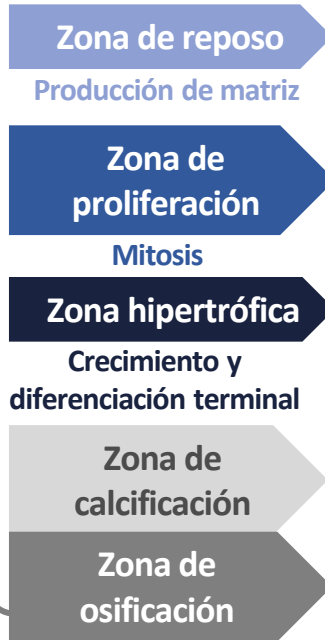 Zona de reposo
Producción de matriz
Zona de
proliferación
Mitosis
Zona hipertrófica
Crecimiento y
diferenciación terminal
Zona de
calcificación
Zona de
osificación